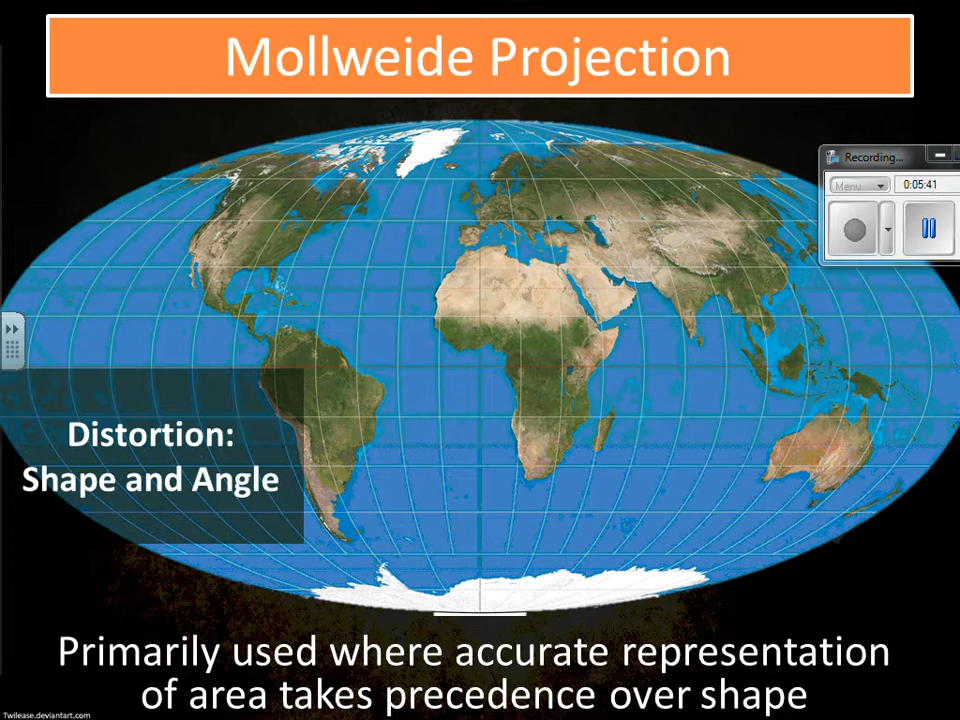 Mollweide Projection
Recording...
Menu
0:05:41
Distortion:
Shape and Angle
Primarily used where accurate representation
of area takes precedence over shape
Twilease.deviantart.com